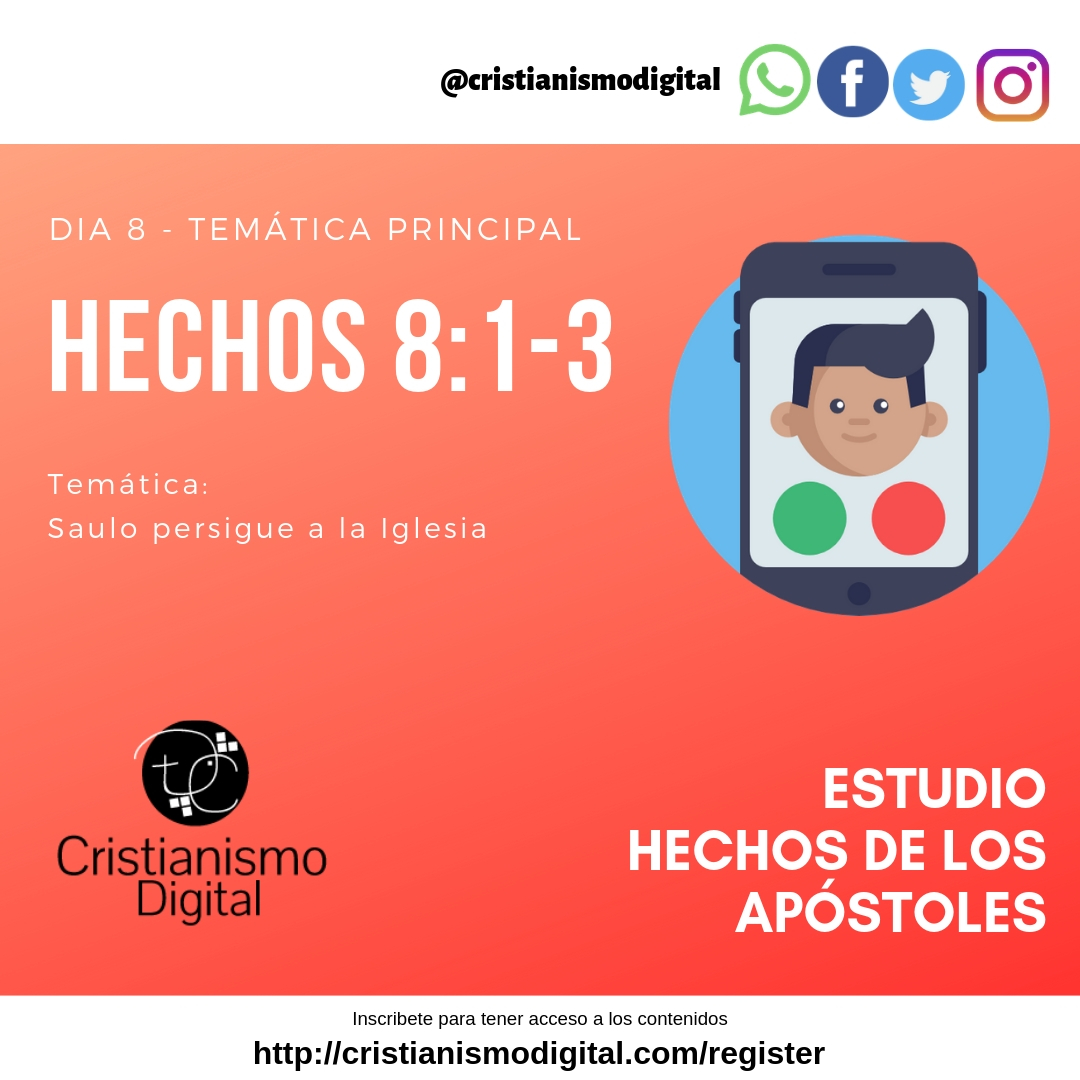 @cristianismodigital
DIA 8 - TEMÁTICA PRINCIPAL
HECHOS 8:1-3
Temática:
Saulo persigue a la Iglesia
Cristianismo
Digital
ESTUDIO
HECHOS DE LOS
APÓSTOLES
Inscribete para tener acceso a los contenidos
http://cristianismodigital.com/register